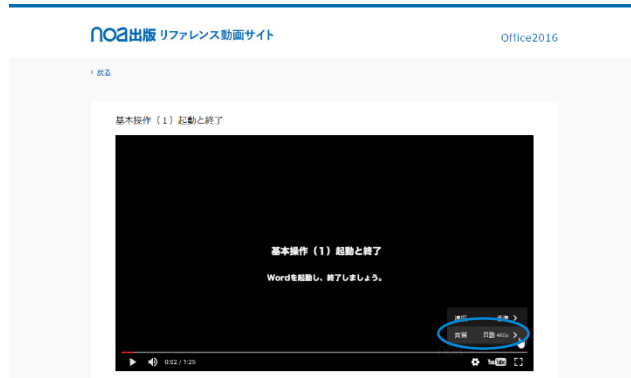 noa出版 リファレンス動画サイト
Office2016
< 戻る
基本操作（1）起動と終了
基本操作（1）起動と終了
Wordを起動し、終了しましょう。
速度 標準 >
画質 自動 480p >
0:02 / 1:25
YouTube